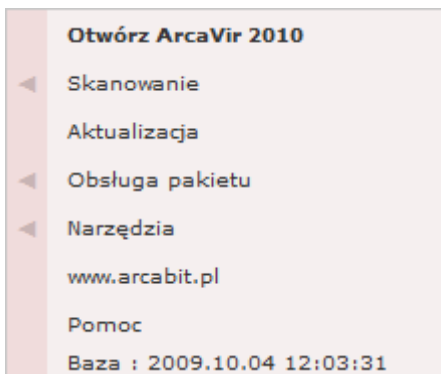 Otwórz ArcaVir 2010
Skanowanie
Aktualizacja
Obsługa pakietu
Narzędzia
www.arcabit.pl
Pomoc
Baza : 2009.10.04 12:03:31